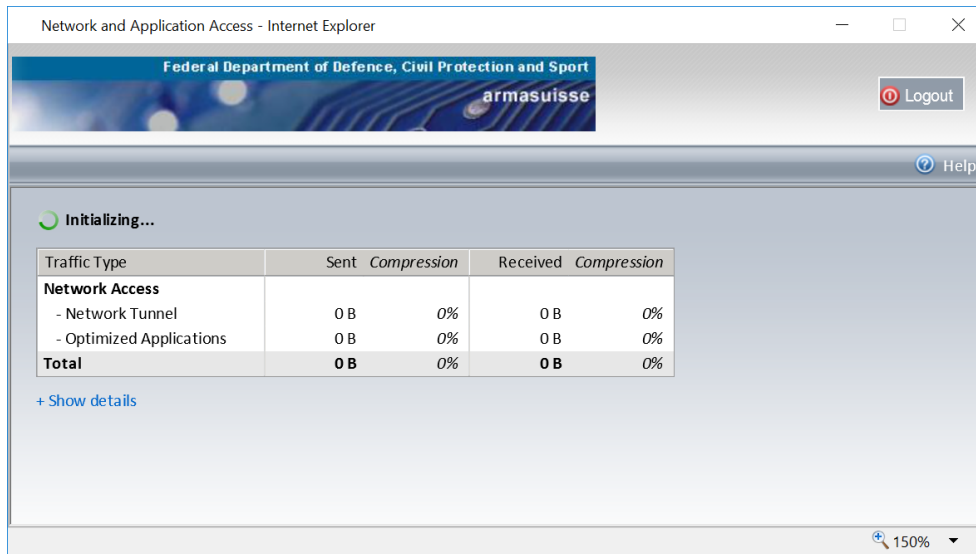 Network and Application Access - Internet Explorer
Federal Department of Defence, Civil Protection and Sport
armasuisse
Logout
Help
Initializing...
Traffic Type Sent Compression Received Compression
Network Access
- Network Tunnel 0 B 0% 0 B 0%
- Optimized Applications 0 B 0% 0 B 0%
Total 0 B 0% 0 B 0%
+ Show details
150%